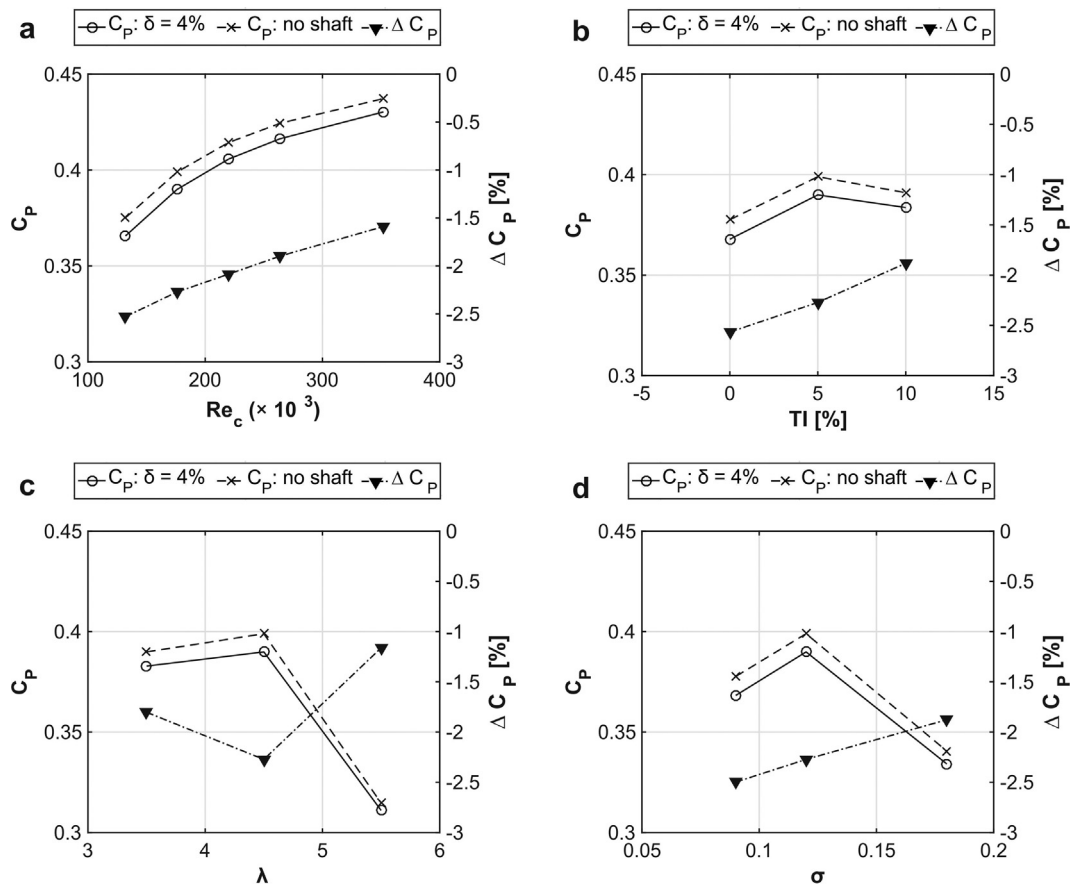 a
C_P: δ = 4% C_P: no shaft Δ C_P
0.45
0.4
0.35
0.3
C_P
0
-0.5
-1
-1.5
-2
-2.5
-3
Δ C_P [%]
100 200 300 400
Re_c (× 10 ³)
b
C_P: δ = 4% C_P: no shaft Δ C_P
0.45
0.4
0.35
0.3
C_P
0
-0.5
-1
-1.5
-2
-2.5
-3
Δ C_P [%]
-5 0 5 10 15
TI [%]
c
C_P: δ = 4% C_P: no shaft Δ C_P
0.45
0.4
0.35
0.3
C_P
0
-0.5
-1
-1.5
-2
-2.5
-3
Δ C_P [%]
3 4 5 6
λ
d
C_P: δ = 4% C_P: no shaft Δ C_P
0.45
0.4
0.35
0.3
C_P
0
-0.5
-1
-1.5
-2
-2.5
-3
Δ C_P [%]
0.05 0.1 0.15 0.2
σ